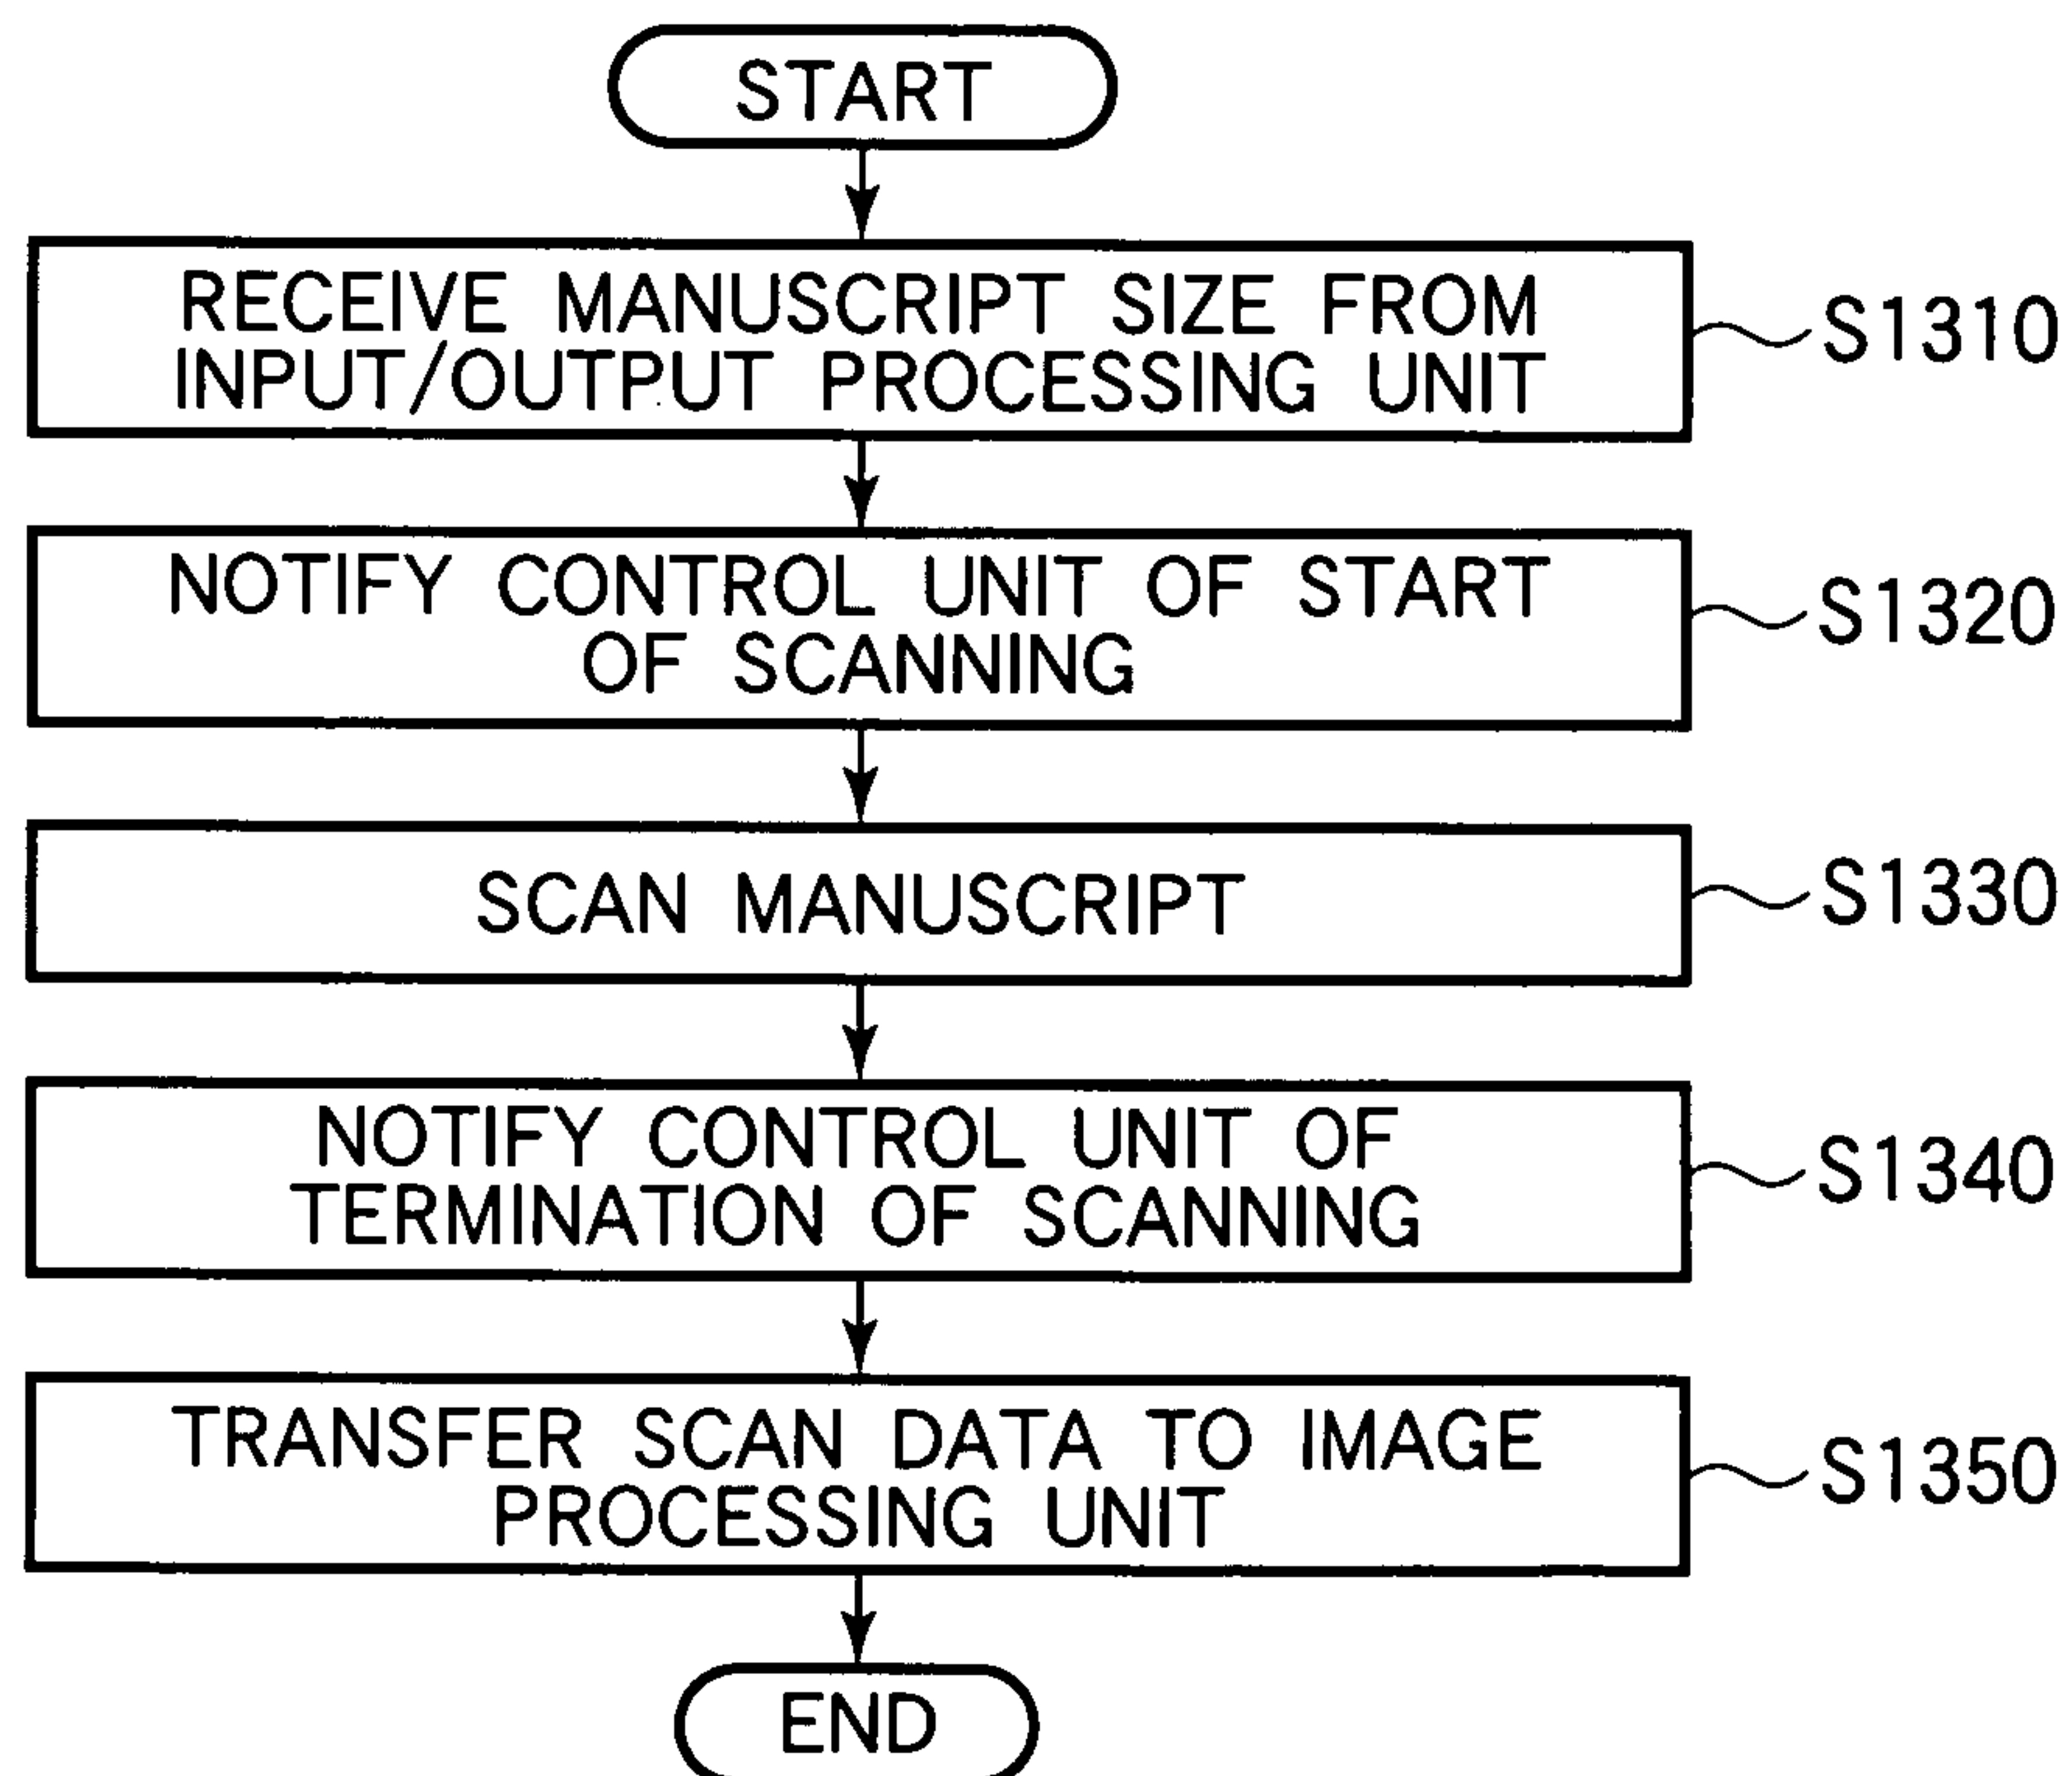 START
RECEIVE MANUSCRIPT SIZE FROM
INPUT/OUTPUT PROCESSING UNIT
S1310
NOTIFY CONTROL UNIT OF START
OF SCANNING
S1320
SCAN MANUSCRIPT
S1330
NOTIFY CONTROL UNIT OF
TERMINATION OF SCANNING
S1340
TRANSFER SCAN DATA TO IMAGE
PROCESSING UNIT
S1350
END